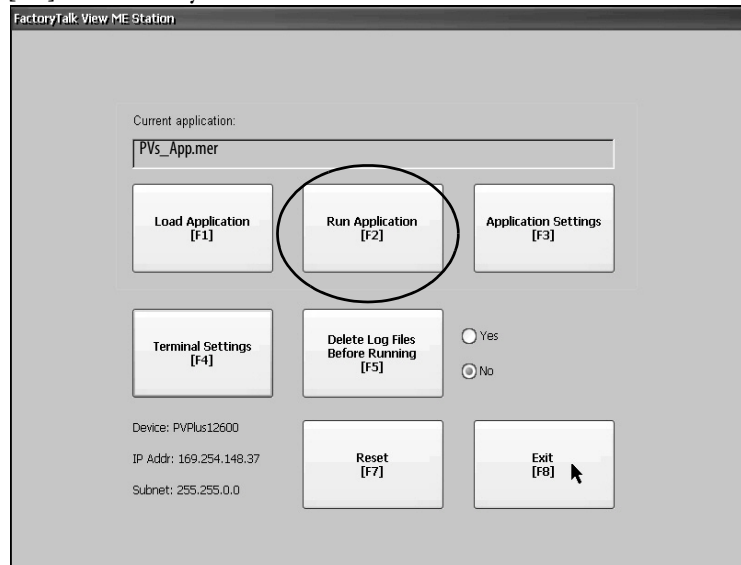 FactoryTalk View ME Station
Current application:
PVs_App.mer
Load Application
[F1]
Run Application
[F2]
Application Settings
[F3]
Terminal Settings
[F4]
Delete Log Files
Before Running
[F5]
Yes
No
Device: PVPlus12600
IP Addr: 169.254.148.37
Subnet: 255.255.0.0
Reset
[F7]
Exit
[F8]